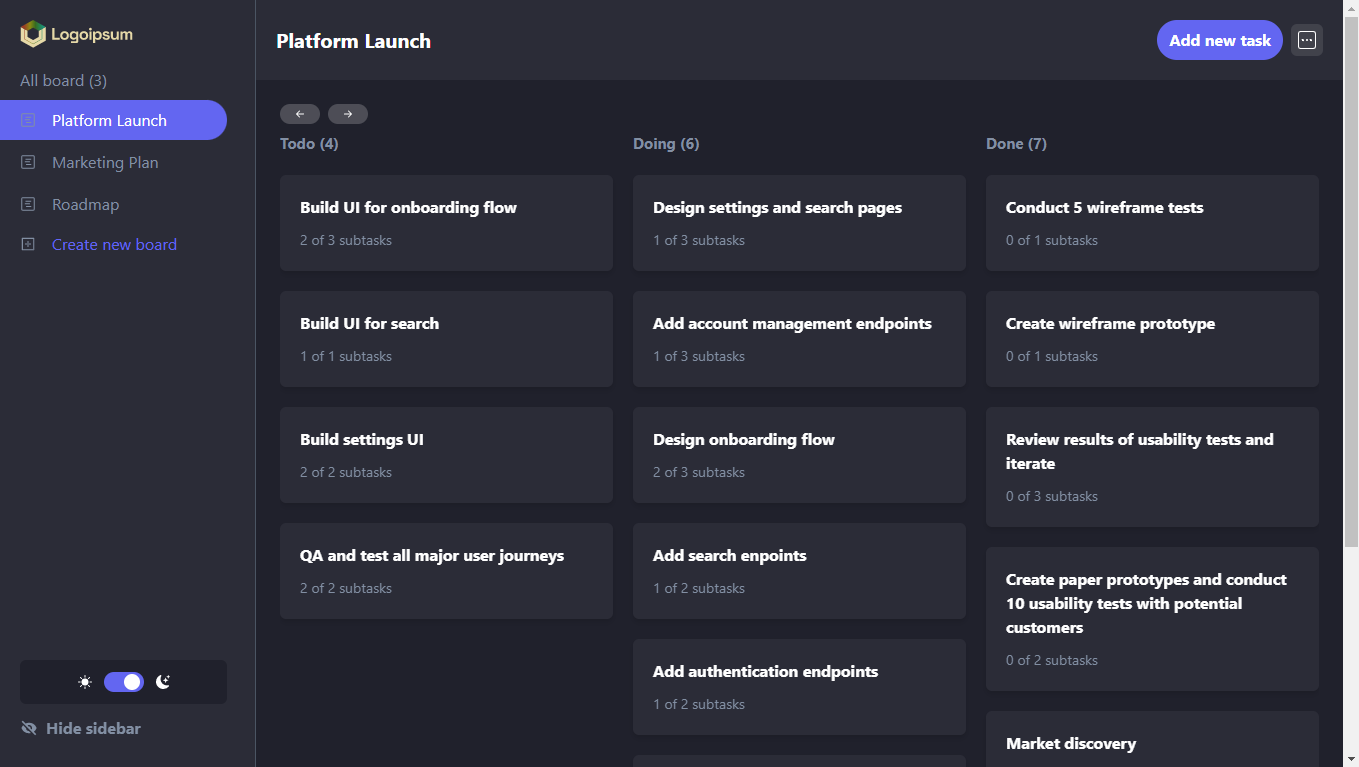 Logoipsum
All board (3)
Platform Launch
Marketing Plan
Roadmap
Create new board
Hide sidebar
Platform Launch
Add new task
Todo (4)
Build UI for onboarding flow
2 of 3 subtasks
Build UI for search
1 of 1 subtasks
Build settings UI
2 of 2 subtasks
QA and test all major user journeys
2 of 2 subtasks
Doing (6)
Design settings and search pages
1 of 3 subtasks
Add account management endpoints
1 of 3 subtasks
Design onboarding flow
2 of 3 subtasks
Add search enpoints
1 of 2 subtasks
Add authentication endpoints
1 of 2 subtasks
Done (7)
Conduct 5 wireframe tests
0 of 1 subtasks
Create wireframe prototype
0 of 1 subtasks
Review results of usability tests and
iterate
0 of 3 subtasks
Create paper prototypes and conduct
10 usability tests with potential
customers
0 of 2 subtasks
Market discovery